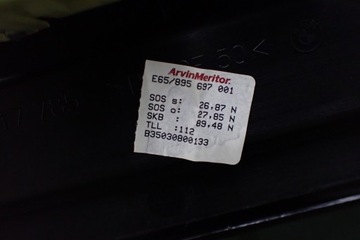 ArvinMeritor.
E65/895 697 001
SOS s: 26,87 N
SOS o: 27,85 N
SKB : 89,48 N
TLL :112
B35030800133